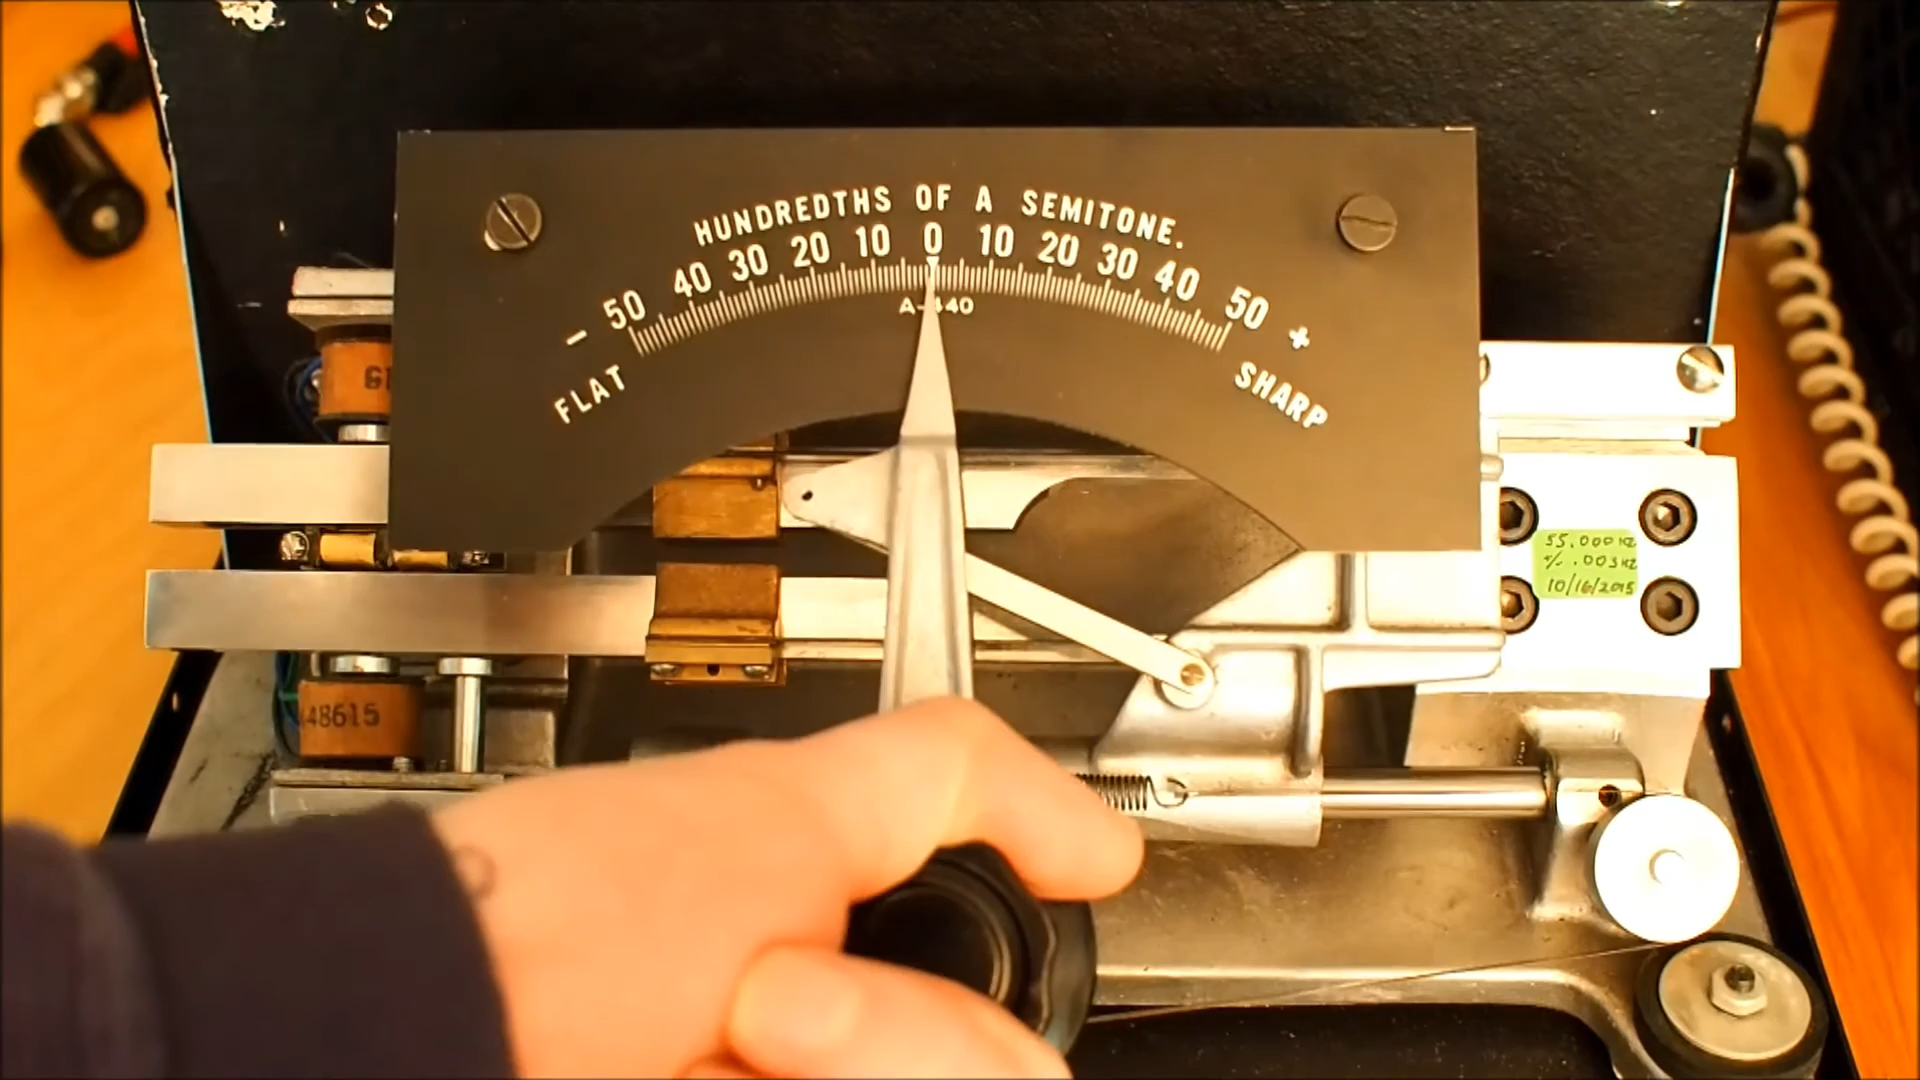 HUNDREDTHS OF A SEMITONE.
- 50 40 30 20 10 0 10 20 30 40 50 +
A-440
FLAT SHARP
55.000 HZ
+/- .003 HZ
10/16/2015
48615